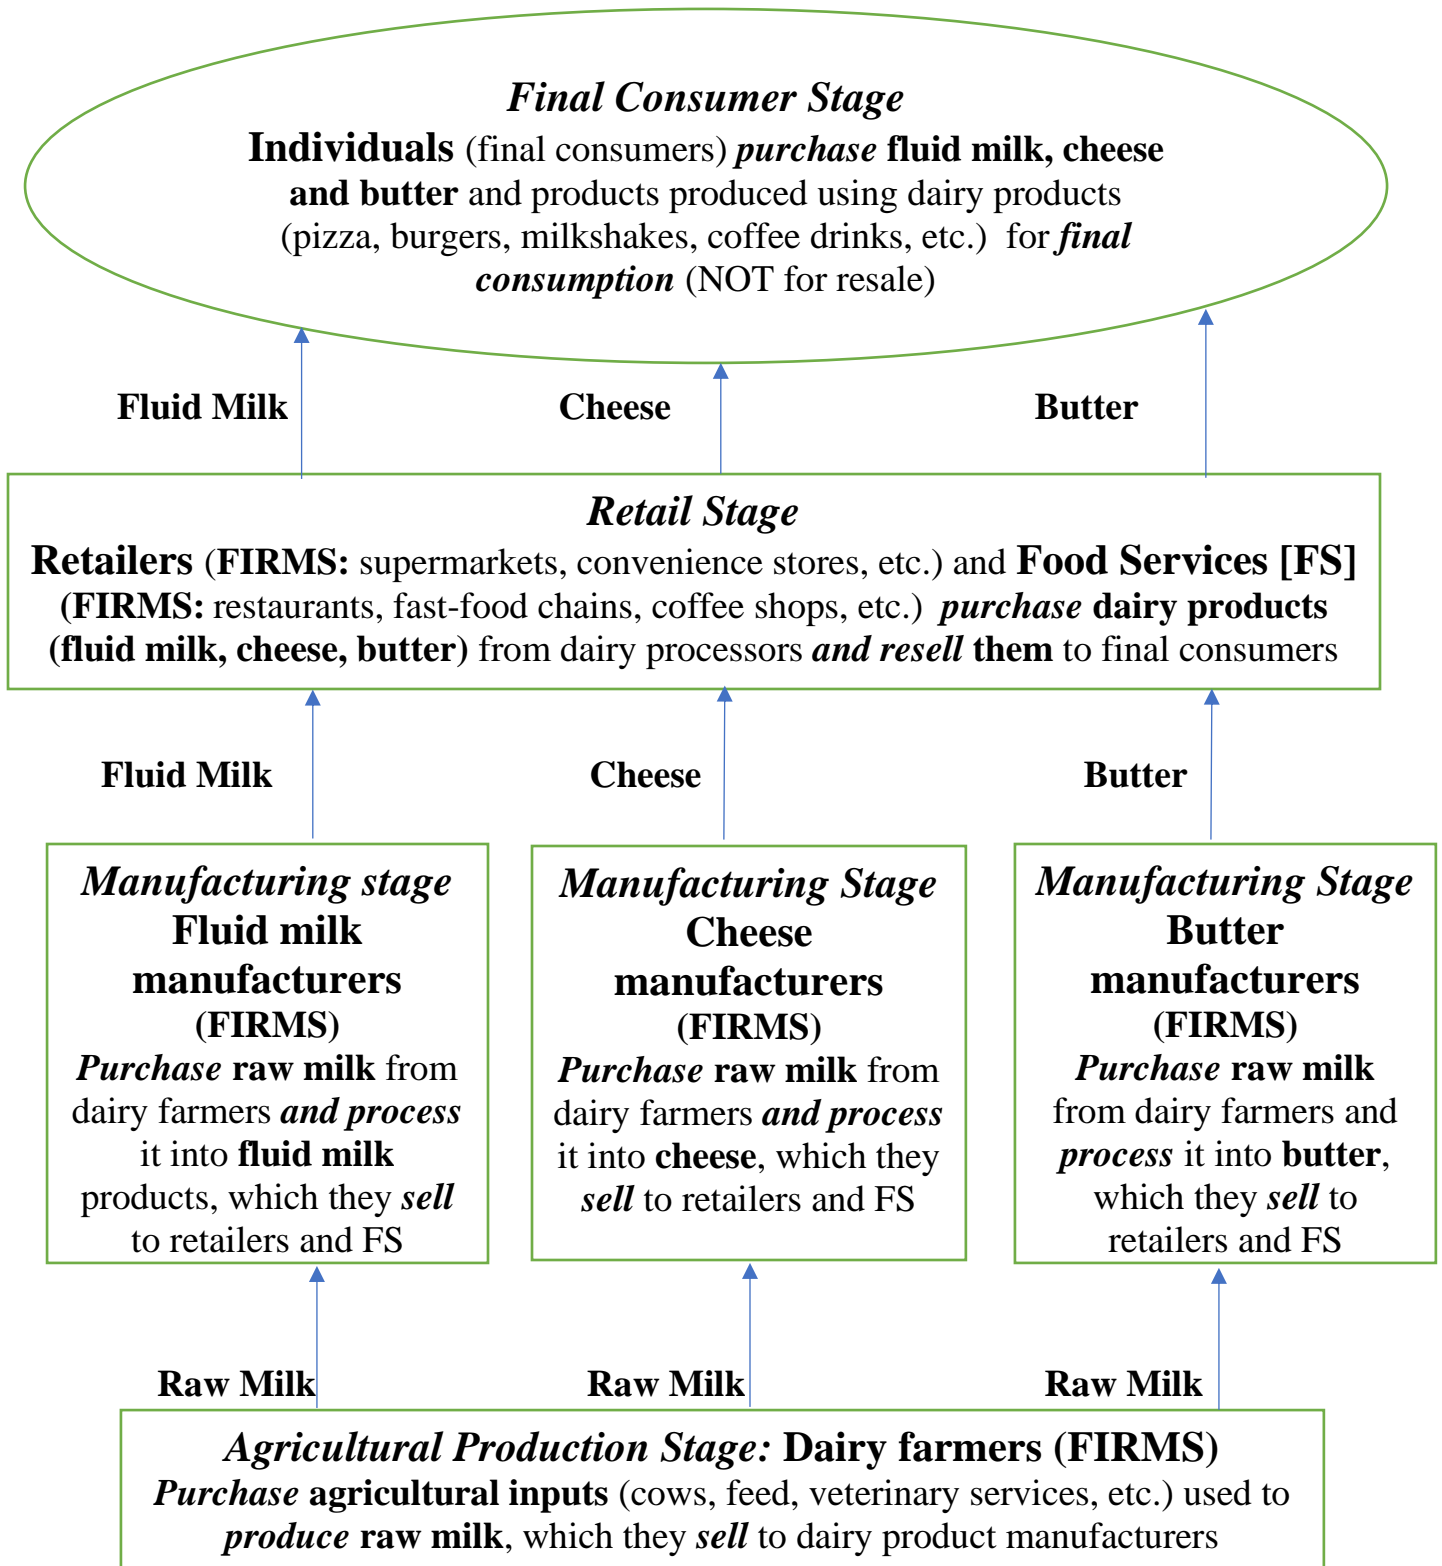 Final Consumer Stage
Individuals (final consumers) purchase fluid milk, cheese
and butter and products produced using dairy products
(pizza, burgers, milkshakes, coffee drinks, etc.) for final
consumption (NOT for resale)
Fluid Milk
Cheese
Butter
Retail Stage
Retailers (FIRMS: supermarkets, convenience stores, etc.) and Food Services [FS]
(FIRMS: restaurants, fast-food chains, coffee shops, etc.) purchase dairy products
(fluid milk, cheese, butter) from dairy processors and resell them to final consumers
Fluid Milk
Cheese
Butter
Manufacturing stage
Fluid milk
manufacturers
(FIRMS)
Purchase raw milk from
dairy farmers and process
it into fluid milk
products, which they sell
to retailers and FS
Manufacturing Stage
Cheese
manufacturers
(FIRMS)
Purchase raw milk from
dairy farmers and process
it into cheese, which they
sell to retailers and FS
Manufacturing Stage
Butter
manufacturers
(FIRMS)
Purchase raw milk
from dairy farmers and
process it into butter,
which they sell to
retailers and FS
Raw Milk
Raw Milk
Raw Milk
Agricultural Production Stage: Dairy farmers (FIRMS)
Purchase agricultural inputs (cows, feed, veterinary services, etc.) used to
produce raw milk, which they sell to dairy product manufacturers